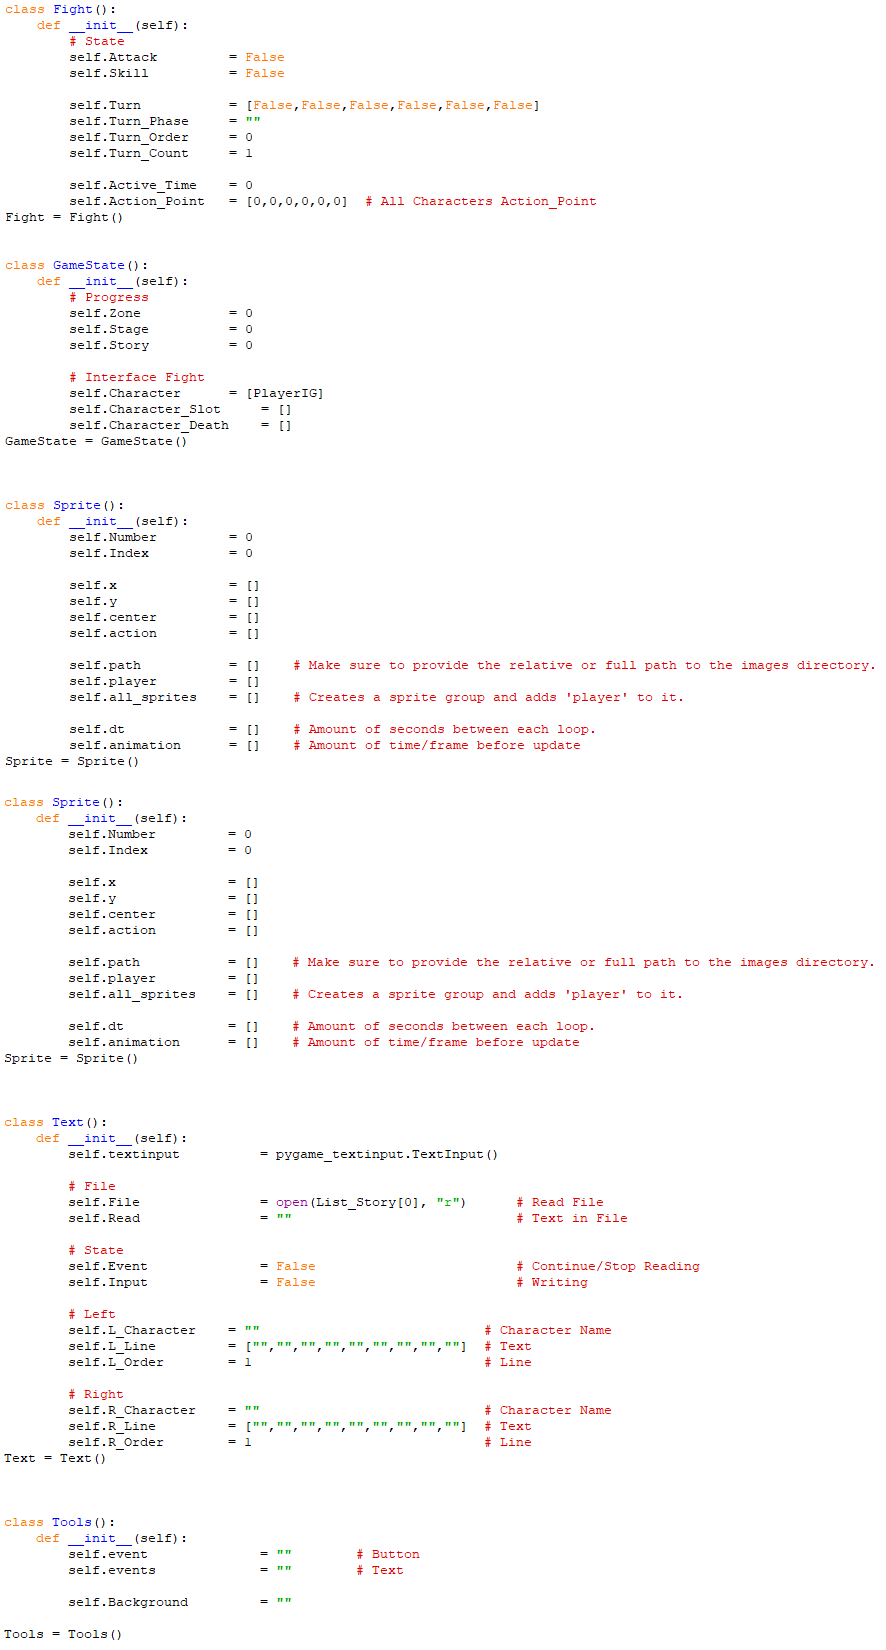 class Fight():
    def __init__(self):
        # State
        self.Attack         = False
        self.Skill          = False

        self.Turn           = [False,False,False,False,False,False]
        self.Turn_Phase     = ""
        self.Turn_Order     = 0
        self.Turn_Count     = 1

        self.Active_Time    = 0
        self.Action_Point   = [0,0,0,0,0,0]  # All Characters Action_Point
Fight = Fight()


class GameState():
    def __init__(self):
        # Progress
        self.Zone           = 0
        self.Stage          = 0
        self.Story          = 0

        # Interface Fight
        self.Character      = [PlayerIG]
        self.Character_Slot     = []
        self.Character_Death    = []
GameState = GameState()



class Sprite():
    def __init__(self):
        self.Number         = 0
        self.Index          = 0

        self.x              = []
        self.y              = []
        self.center         = []
        self.action         = []

        self.path           = []    # Make sure to provide the relative or full path to the images directory.
        self.player         = []
        self.all_sprites    = []    # Creates a sprite group and adds 'player' to it.

        self.dt             = []    # Amount of seconds between each loop.
        self.animation      = []    # Amount of time/frame before update
Sprite = Sprite()


class Sprite():
    def __init__(self):
        self.Number         = 0
        self.Index          = 0

        self.x              = []
        self.y              = []
        self.center         = []
        self.action         = []

        self.path           = []    # Make sure to provide the relative or full path to the images directory.
        self.player         = []
        self.all_sprites    = []    # Creates a sprite group and adds 'player' to it.

        self.dt             = []    # Amount of seconds between each loop.
        self.animation      = []    # Amount of time/frame before update
Sprite = Sprite()



class Text():
    def __init__(self):
        self.textinput          = pygame_textinput.TextInput()

        # File
        self.File               = open(List_Story[0], "r")      # Read File
        self.Read               = ""                            # Text in File

        # State
        self.Event              = False                         # Continue/Stop Reading
        self.Input              = False                         # Writing

        # Left
        self.L_Character    = ""                            # Character Name
        self.L_Line         = ["","","","","","","","",""]  # Text
        self.L_Order        = 1                             # Line

        # Right
        self.R_Character    = ""                            # Character Name
        self.R_Line         = ["","","","","","","","",""]  # Text
        self.R_Order        = 1                             # Line
Text = Text()



class Tools():
    def __init__(self):
        self.event              = ""        # Button
        self.events             = ""        # Text

        self.Background         = ""

Tools = Tools()